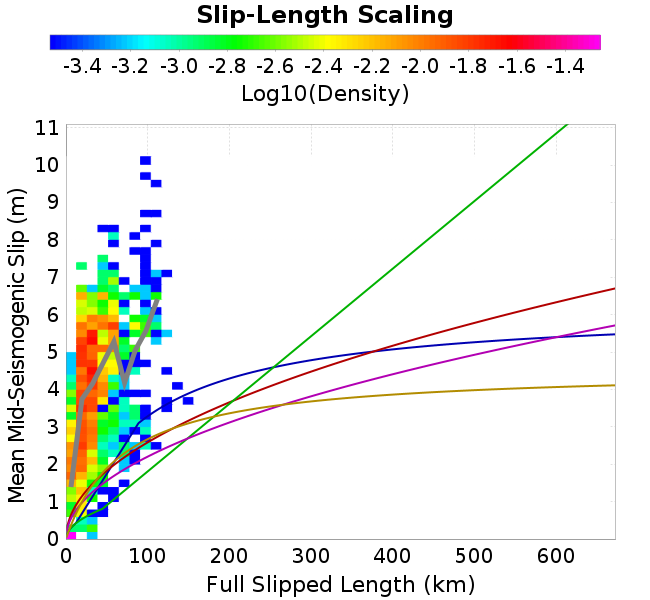 Slip-Length Scaling
-3.4 -3.2 -3.0 -2.8 -2.6 -2.4 -2.2 -2.0 -1.8 -1.6 -1.4
Log10(Density)
11
10
9
8
7
6
5
4
3
2
1
0
Mean Mid-Seismogenic Slip (m)
0 100 200 300 400 500 600
Full Slipped Length (km)